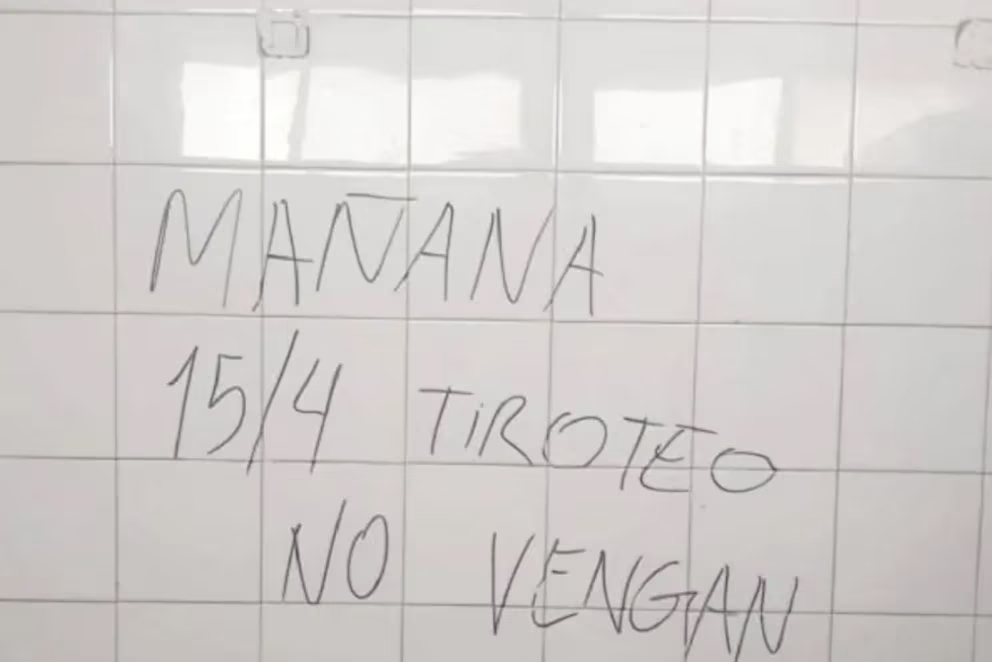 MAÑANA
15/4 TiROTEO
NO VENGAN